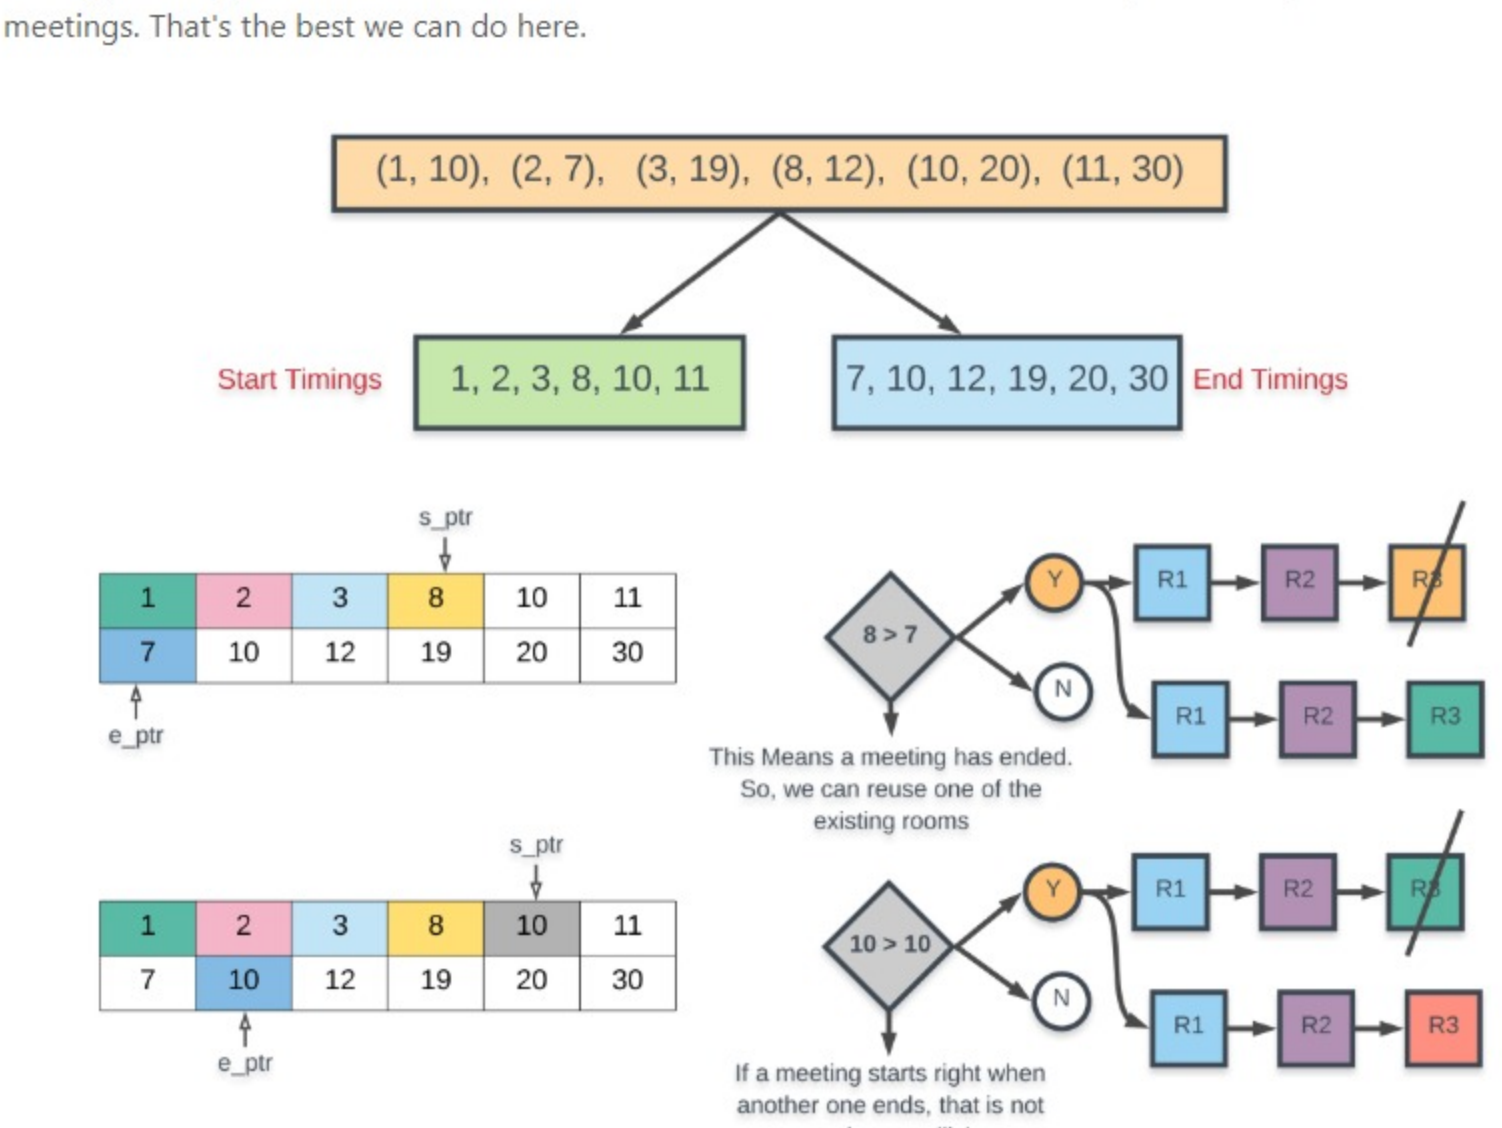 meetings. That's the best we can do here.
(1, 10), (2, 7), (3, 19), (8, 12), (10, 20), (11, 30)
Start Timings
1, 2, 3, 8, 10, 11
7, 10, 12, 19, 20, 30
End Timings
s_ptr
1 2 3 8 10 11
7 10 12 19 20 30
e_ptr
8 > 7
Y
N
R1 R2 R3
R1 R2 R3
This Means a meeting has ended.
So, we can reuse one of the
existing rooms
s_ptr
1 2 3 8 10 11
7 10 12 19 20 30
e_ptr
10 > 10
Y
N
R1 R2 R3
R1 R2 R3
If a meeting starts right when
another one ends, that is not